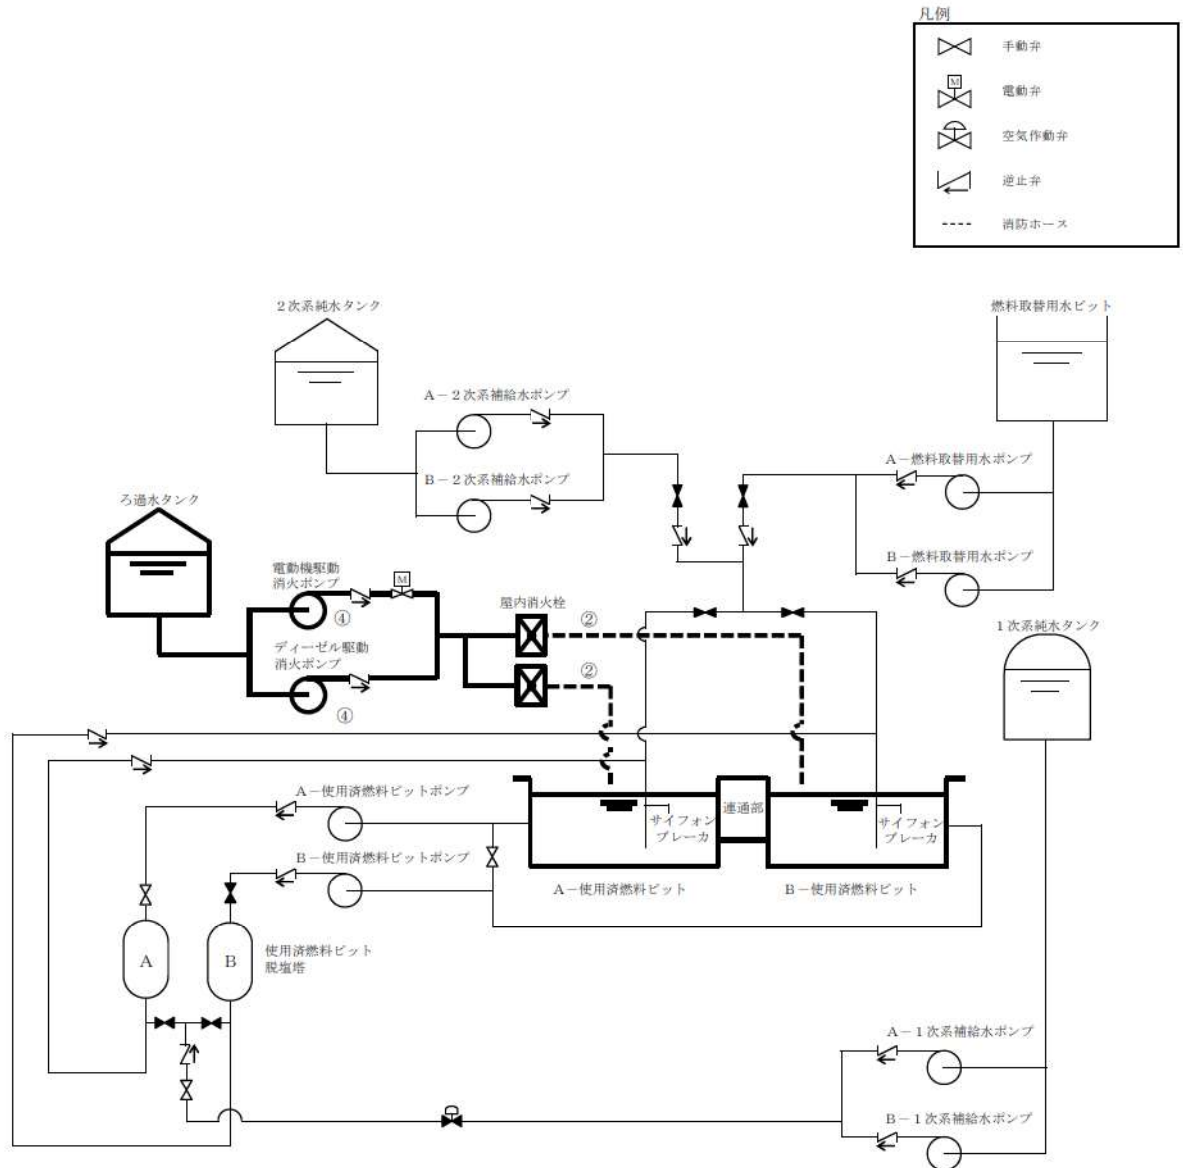 凡例
M
手動弁
電動弁
空気作動弁
逆止弁
消防ホース
2次系純水タンク
燃料取替用水ピット
A-2次系補給水ポンプ
B-2次系補給水ポンプ
A-燃料取替用水ポンプ
B-燃料取替用水ポンプ
ろ過水タンク
電動機駆動
消火ポンプ
④
M
屋内消火栓
②
②
ディーゼル駆動
消火ポンプ
④
1次系純水タンク
A-使用済燃料ピットポンプ
B-使用済燃料ピットポンプ
連通部
サイフォン
ブレーカ
サイフォン
ブレーカ
A-使用済燃料ピット
B-使用済燃料ピット
A
B
使用済燃料ピット
脱塩塔
A-1次系補給水ポンプ
B-1次系補給水ポンプ